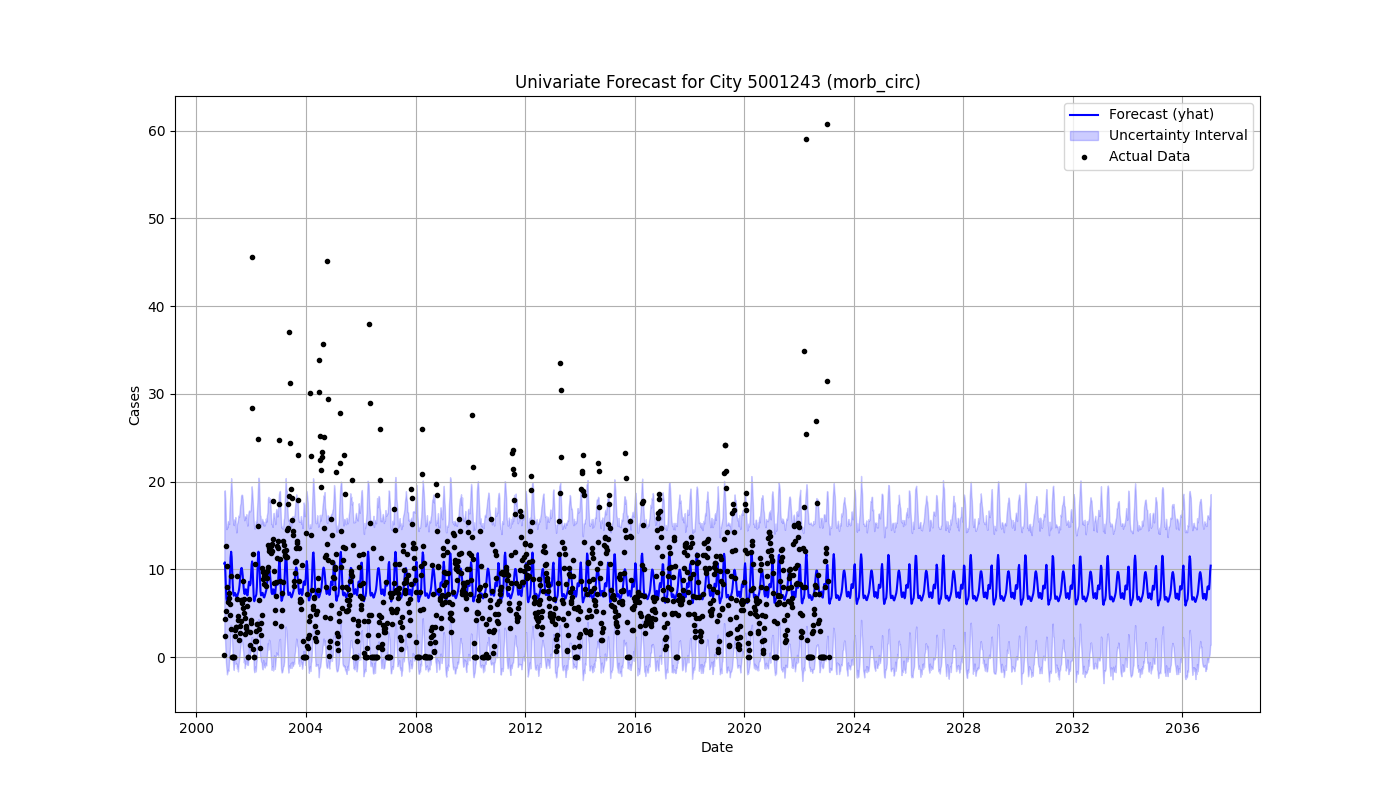 Univariate Forecast for City 5001243 (morb_circ)
Forecast (yhat)
Uncertainty Interval
Actual Data
Cases
60
50
40
30
20
10
0
2000 2004 2008 2012 2016 2020 2024 2028 2032 2036
Date